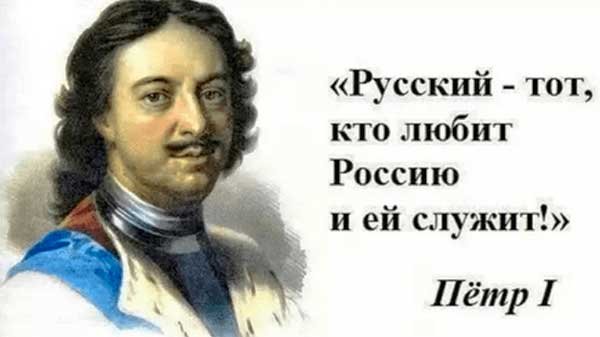 «Русский - тот,
кто любит
Россию
и ей служит!»
Пётр I